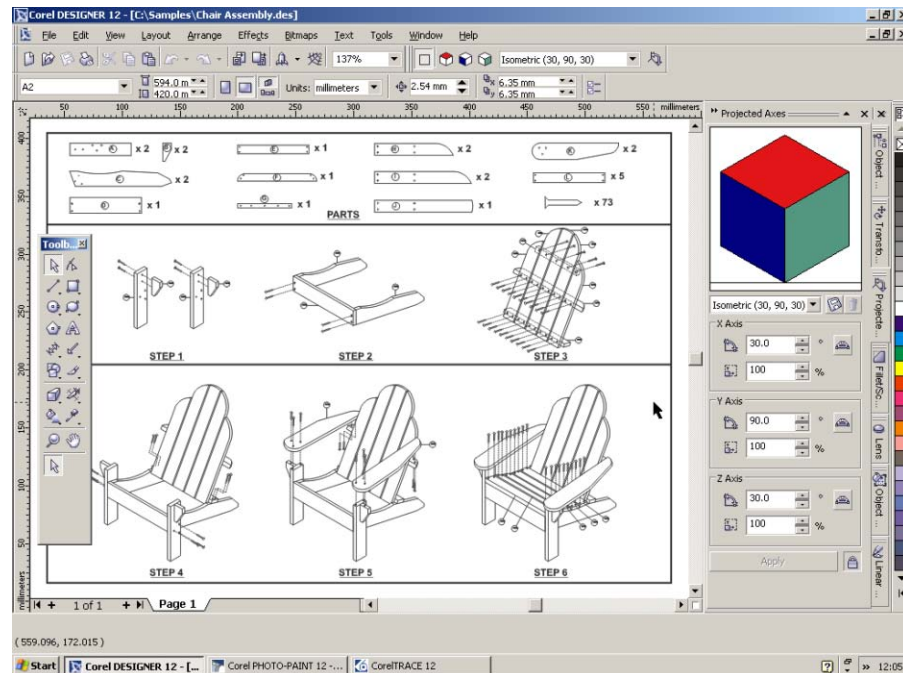 Corel DESIGNER 12 - [C:\Samples\Chair Assembly.des]
File Edit View Layout Arrange Effects Bitmaps Text Tools Window Help
137% Isometric (30, 90, 30)
A2 594.0 m 420.0 m Units: millimeters 2.54 mm 6.35 mm 6.35 mm
50 100 150 200 250 300 350 400 450 500 550 millimeters
Projected Axes
x 2 x 2 x 1 x 2 x 2
x 2 x 1 x 2 x 5
x 1 x 1 x 1 x 73
PARTS
Toolb...
STEP 1 STEP 2 STEP 3
STEP 4 STEP 5 STEP 6
Isometric (30, 90, 30)
X Axis
30.0 °
100 %
Y Axis
90.0 °
100 %
Z Axis
30.0 °
100 %
Apply
Object ...
Transfo...
Projecte...
Fillet/Sc...
Lens
Object ...
Linear ...
millimeters
1 of 1 Page 1
( 559.096, 172.015 )
Start Corel DESIGNER 12 - [... Corel PHOTO-PAINT 12 -... CorelTRACE 12 12:05